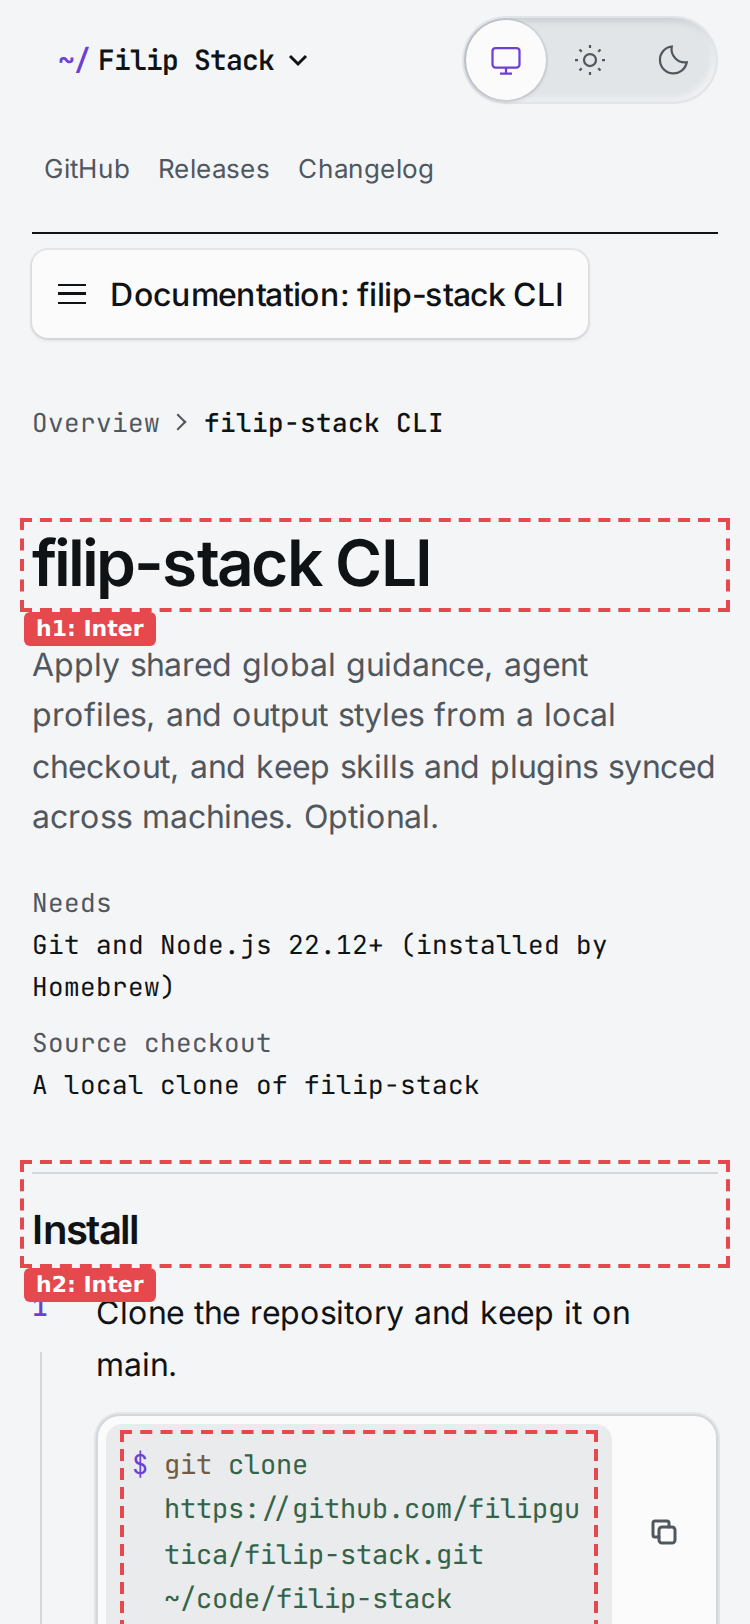 ~/ Filip Stack
GitHub Releases Changelog
Documentation: filip-stack CLI
Overview > filip-stack CLI
filip-stack CLI
h1: Inter
Apply shared global guidance, agent
profiles, and output styles from a local
checkout, and keep skills and plugins synced
across machines. Optional.
Needs
Git and Node.js 22.12+ (installed by
Homebrew)
Source checkout
A local clone of filip-stack
Install
h2: Inter
1 Clone the repository and keep it on
main.
$ git clone
https://github.com/filipgu
tica/filip-stack.git
~/code/filip-stack